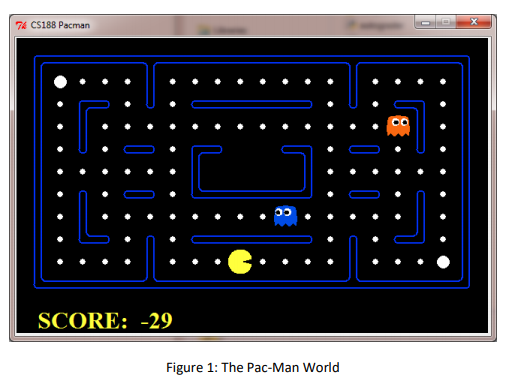 CS188 Pacman
SCORE: -29
Figure 1: The Pac-Man World